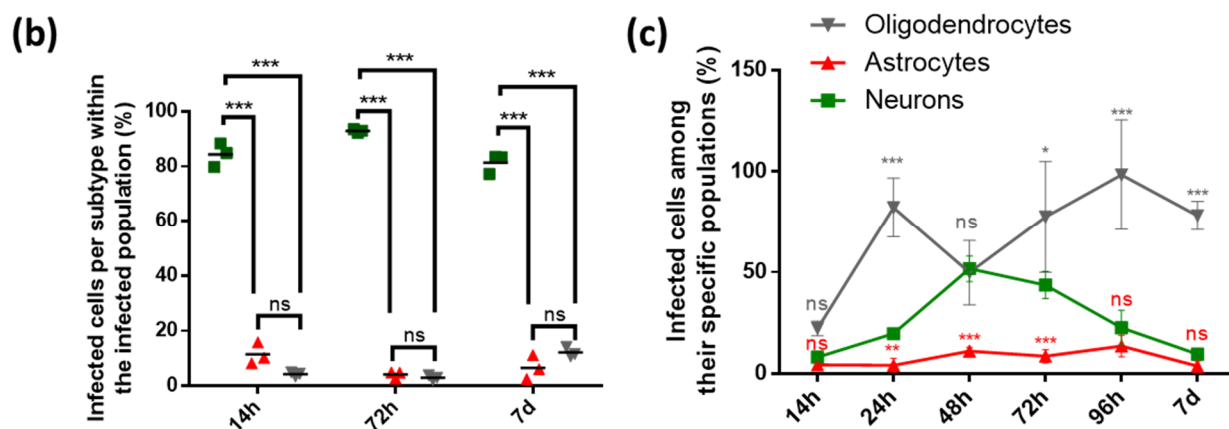 (b)
Infected cells per subtype within
the infected population (%)
100
80
60
40
20
0
***
***
***
***
***
***
ns
ns
ns
14h
72h
7d
(c)
Oligodendrocytes
Astrocytes
Neurons
Infected cells among
their specific populations (%)
150
100
50
0
ns
***
ns
*
***
***
ns
**
***
***
ns
ns
14h
24h
48h
72h
96h
7d